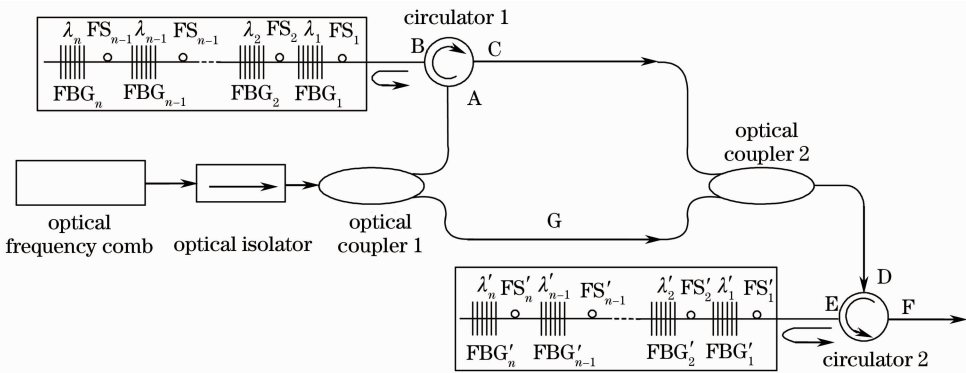 circulator 1
λₙ FSₙ₋₁ λₙ₋₁ FSₙ₋₁ λ₂ FS₂ λ₁ FS₁
B
C
FBGₙ FBGₙ₋₁ FBG₂ FBG₁
A
optical
coupler 2
optical
frequency comb
optical isolator
optical
coupler 1
G
D
λ′ₙ FS′ₙ λ′ₙ₋₁ FS′ₙ₋₁ λ′₂ FS′₂ λ′₁ FS′₁
E
F
FBG′ₙ FBG′ₙ₋₁ FBG′₂ FBG′₁
circulator 2